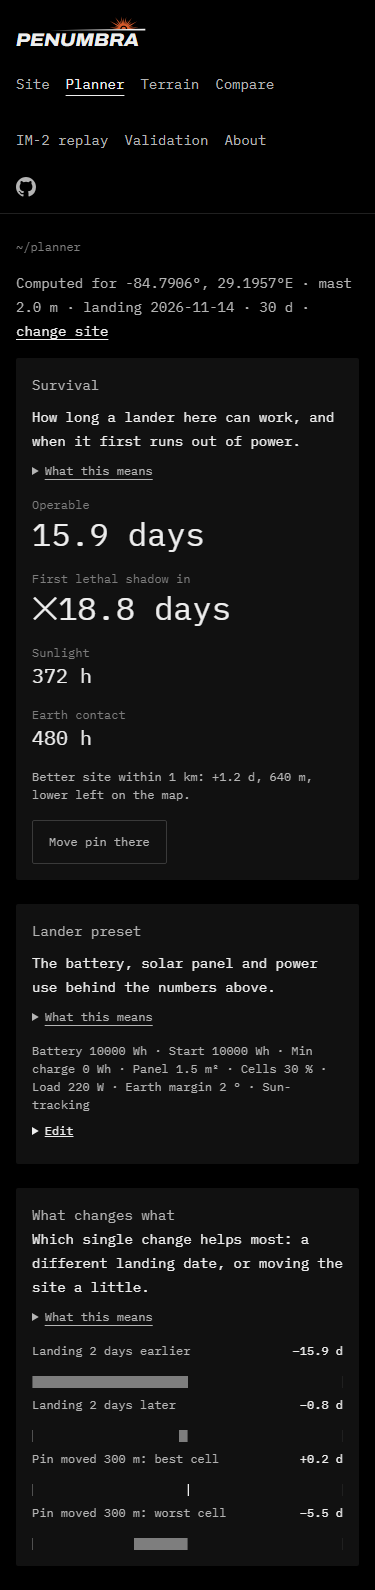 PENUMBRA
Site Planner Terrain Compare
IM-2 replay Validation About
~/planner
Computed for -84.7906°, 29.1957°E · mast
2.0 m · landing 2026-11-14 · 30 d ·
change site
Survival
How long a lander here can work, and
when it first runs out of power.
What this means
Operable
15.9 days
First lethal shadow in
18.8 days
Sunlight
372 h
Earth contact
480 h
Better site within 1 km: +1.2 d, 640 m,
lower left on the map.
Move pin there
Lander preset
The battery, solar panel and power
use behind the numbers above.
What this means
Battery 10000 Wh · Start 10000 Wh · Min
charge 0 Wh · Panel 1.5 m² · Cells 30 % ·
Load 220 W · Earth margin 2 ° · Sun-
tracking
Edit
What changes what
Which single change helps most: a
different landing date, or moving the
site a little.
What this means
Landing 2 days earlier −15.9 d
Landing 2 days later −0.8 d
Pin moved 300 m: best cell +0.2 d
Pin moved 300 m: worst cell −5.5 d